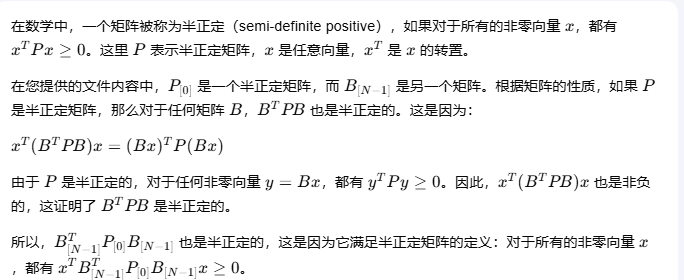 在数学中，一个矩阵被称为半正定（semi-definite positive），如果对于所有的非零向量 x，都有
x^T Px ≥ 0。这里 P 表示半正定矩阵，x 是任意向量，x^T 是 x 的转置。
在您提供的文件内容中，P_[0] 是一个半正定矩阵，而 B_[N−1] 是另一个矩阵。根据矩阵的性质，如果 P
是半正定矩阵，那么对于任何矩阵 B，B^T PB 也是半正定的。这是因为：
x^T (B^T PB)x = (Bx)^T P(Bx)
由于 P 是半正定的，对于任何非零向量 y = Bx，都有 y^T Py ≥ 0。因此，x^T (B^T PB)x 也是非负
的，这证明了 B^T PB 是半正定的。
所以，B_[N−1]^T P_[0] B_[N−1] 也是半正定的，这是因为它满足半正定矩阵的定义：对于所有的非零向量 x
，都有 x^T B_[N−1]^T P_[0] B_[N−1] x ≥ 0。